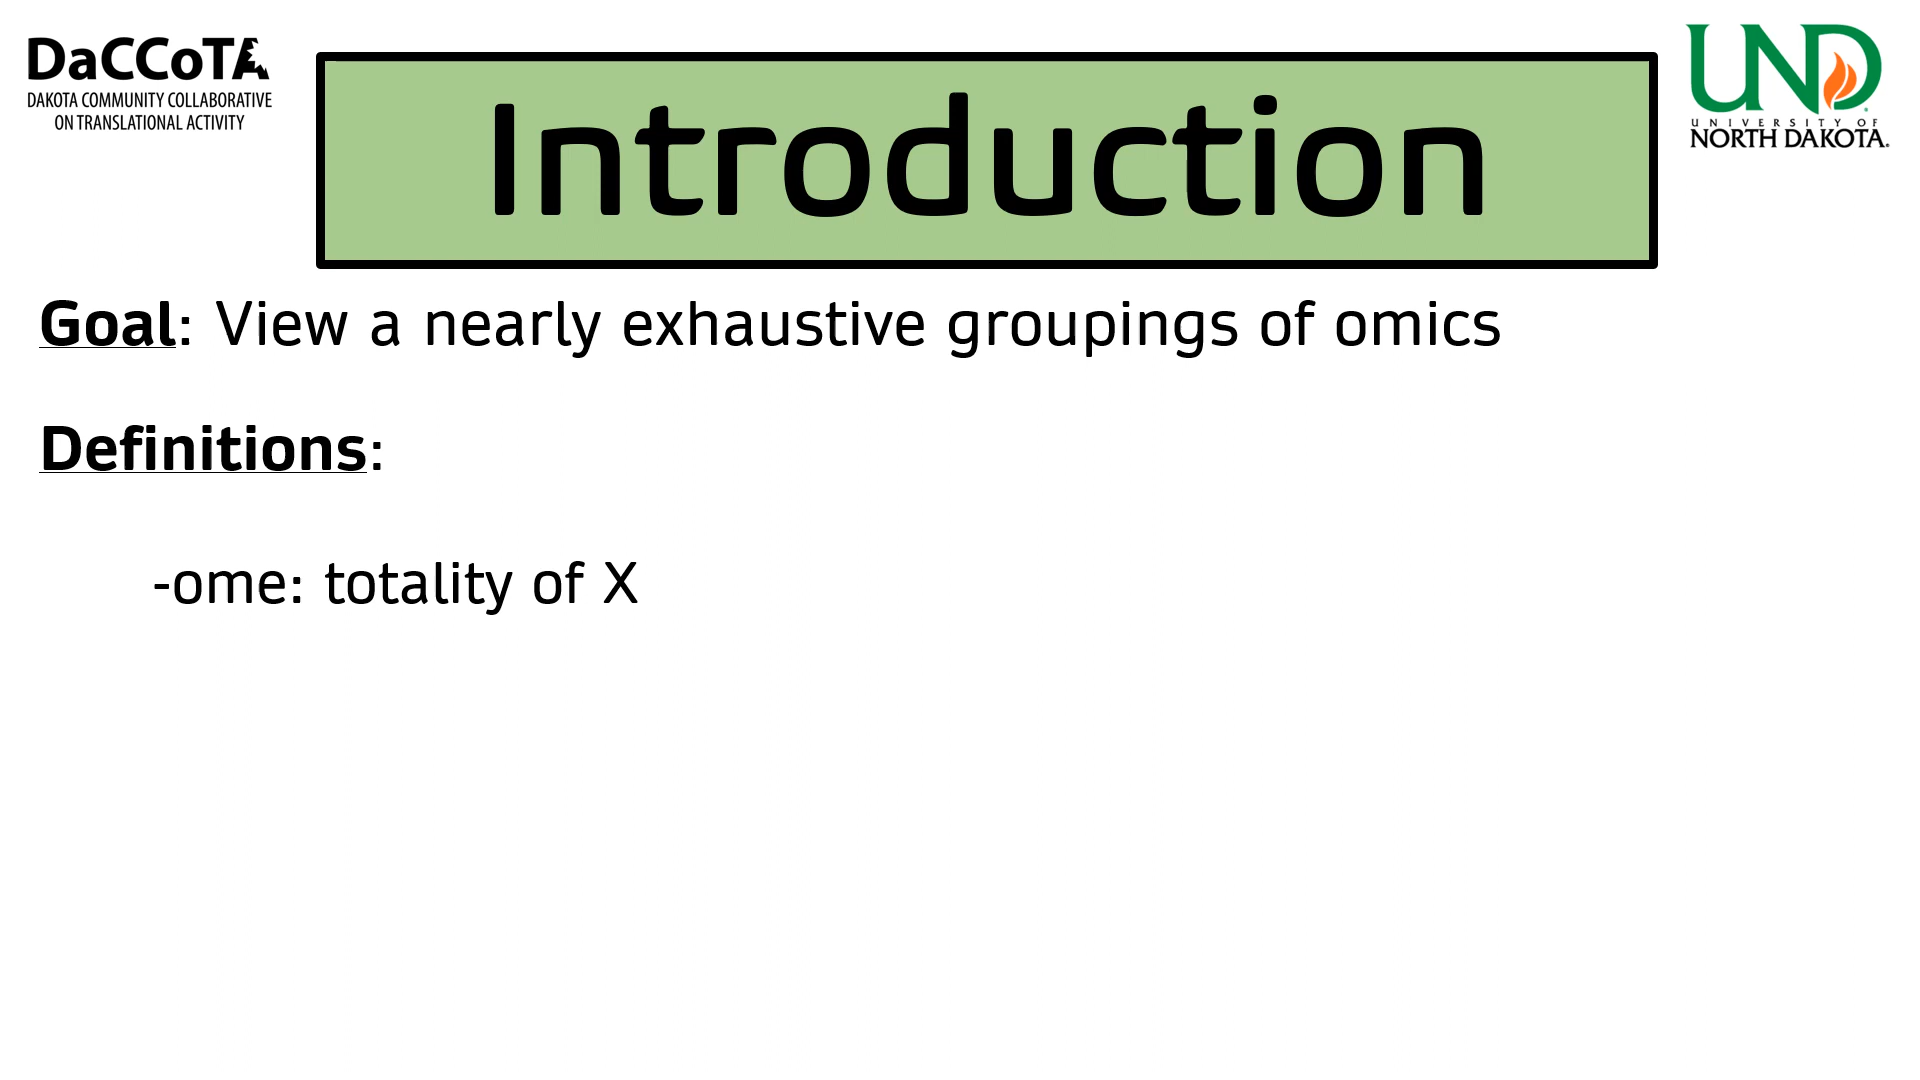 DaCCoTA
DAKOTA COMMUNITY COLLABORATIVE
ON TRANSLATIONAL ACTIVITY
Introduction
UND
UNIVERSITY OF
NORTH DAKOTA.
Goal: View a nearly exhaustive groupings of omics
Definitions:
-ome: totality of X